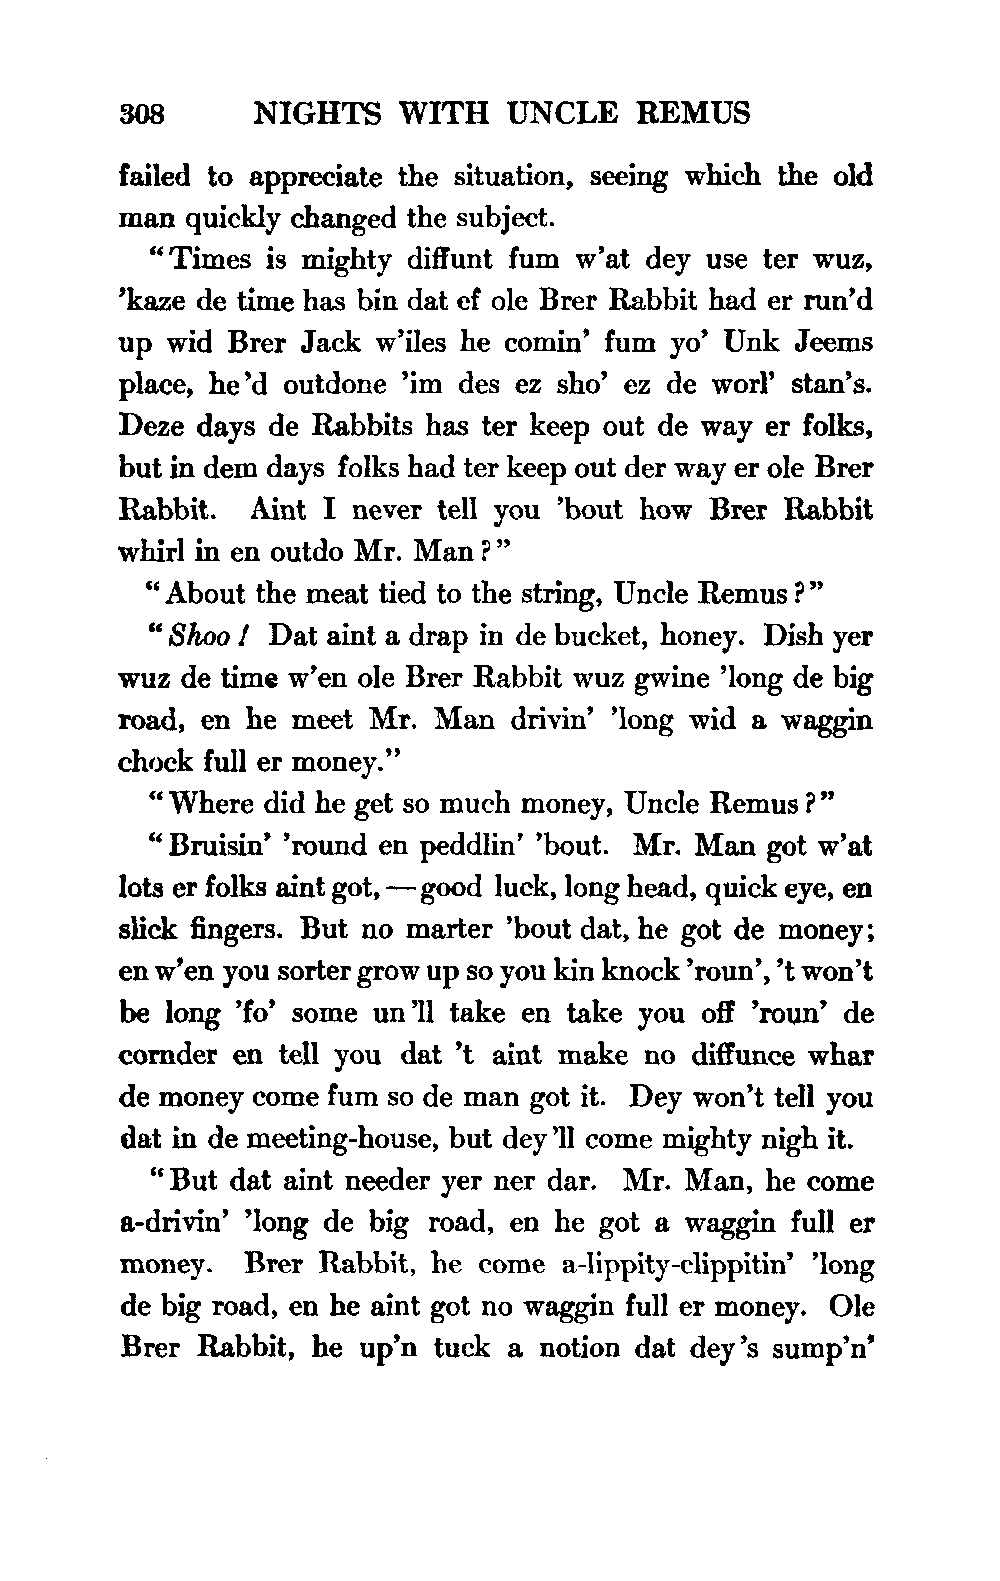 308 NIGHTS WITH UNCLE REMUS
failed to appreciate the situation, seeing which the old
man quickly changed the subject.
"Times is mighty diffunt fum w'at dey use ter wuz,
'kaze de time has bin dat ef ole Brer Rabbit had er run'd
up wid Brer Jack w'iles he comin' fum yo' Unk Jeems
place, he'd outdone 'im des ez sho' ez de worl' stan's.
Deze days de Rabbits has ter keep out de way er folks,
but in dem days folks had ter keep out der way er ole Brer
Rabbit. Aint I never tell you 'bout how Brer Rabbit
whirl in en outdo Mr. Man?"
"About the meat tied to the string, Uncle Remus?"
"Shoo! Dat aint a drap in de bucket, honey. Dish yer
wuz de time w'en ole Brer Rabbit wuz gwine 'long de big
road, en he meet Mr. Man drivin' 'long wid a waggin
chock full er money."
"Where did he get so much money, Uncle Remus?"
"Bruisin' 'round en peddlin' 'bout. Mr. Man got w'at
lots er folks aint got, — good luck, long head, quick eye, en
slick fingers. But no marter 'bout dat, he got de money;
en w'en you sorter grow up so you kin knock 'roun', 't won't
be long 'fo' some un'll take en take you off 'roun' de
cornder en tell you dat 't aint make no diffunce whar
de money come fum so de man got it. Dey won't tell you
dat in de meeting-house, but dey'll come mighty nigh it.
"But dat aint needer yer ner dar. Mr. Man, he come
a-drivin' 'long de big road, en he got a waggin full er
money. Brer Rabbit, he come a-lippity-clippitin' 'long
de big road, en he aint got no waggin full er money. Ole
Brer Rabbit, he up'n tuck a notion dat dey's sump'n'